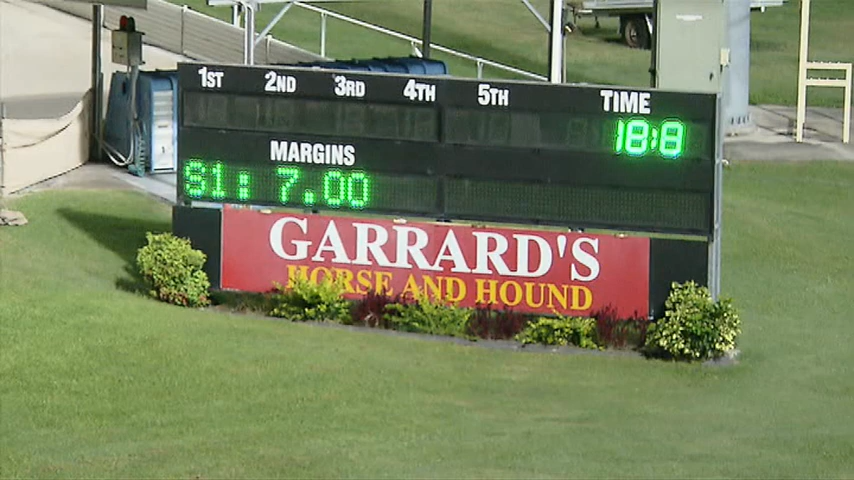 1ST 2ND 3RD 4TH 5TH TIME
18:8
MARGINS
S1: 7.00
GARRARD'S
HORSE AND HOUND